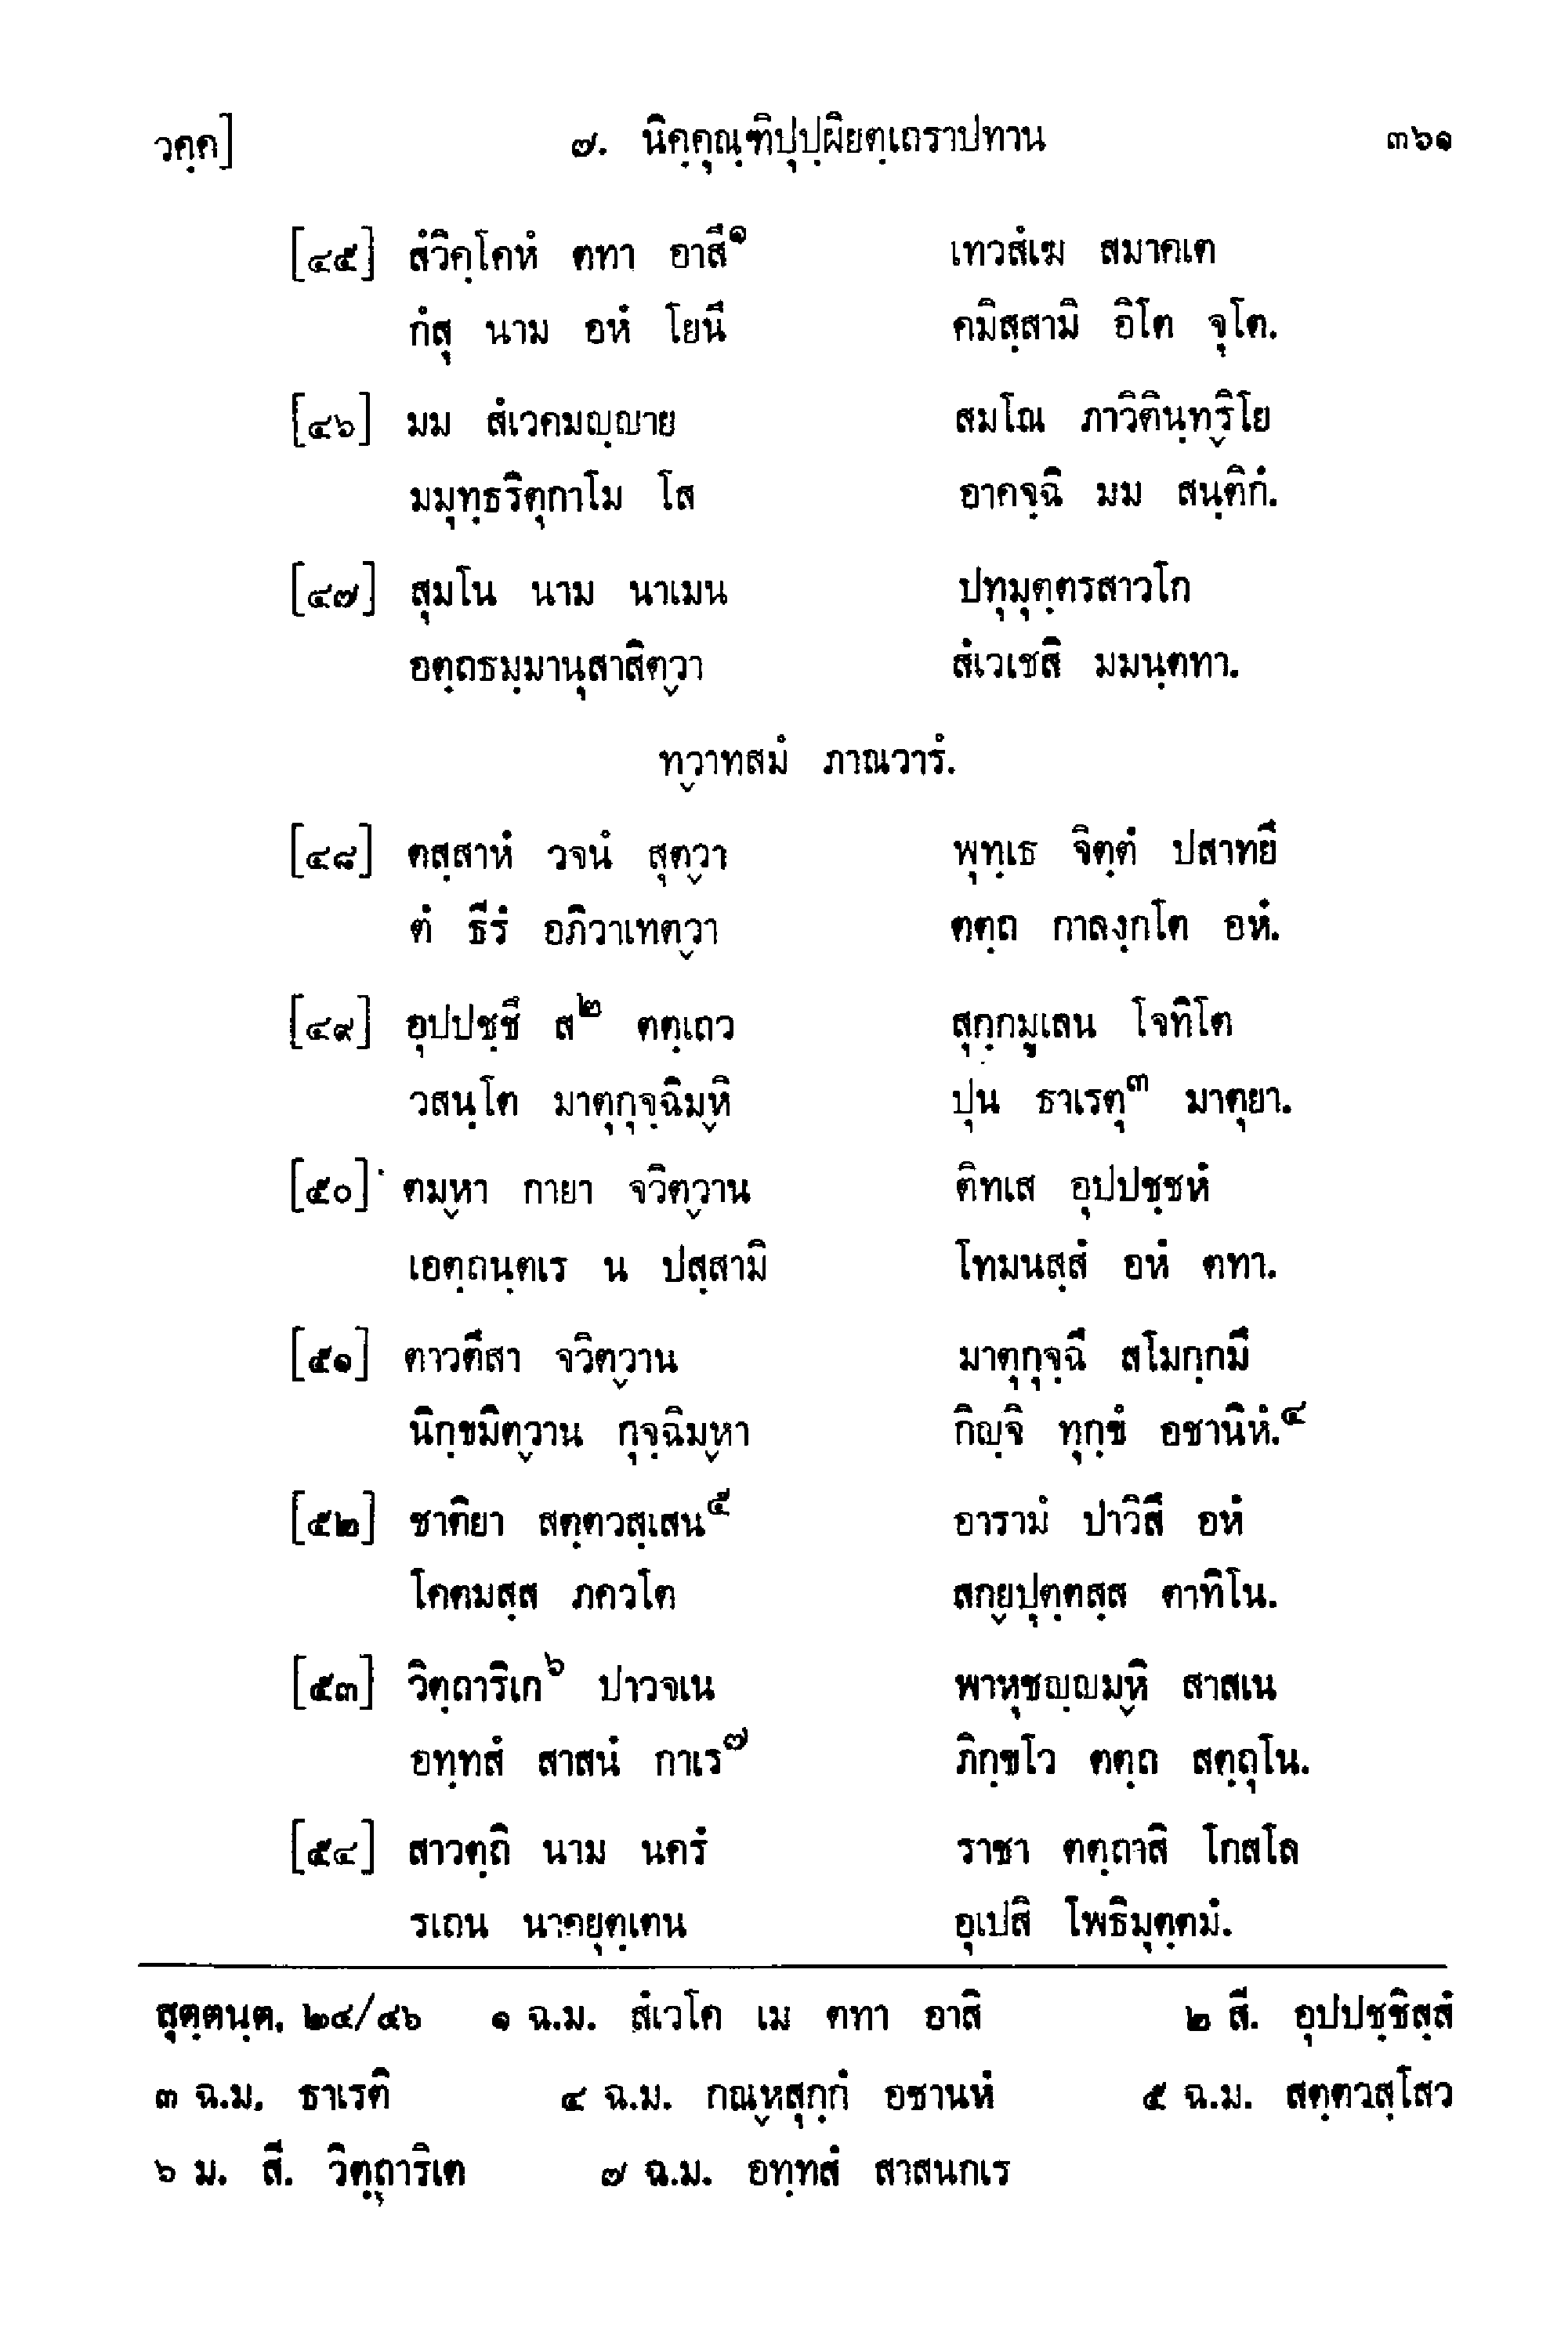 วคฺค] ๗. นิคฺคุณฺฑิปุปฺผิยตฺเถราปทาน ๓๖๑
[๔๕] สํวิคฺโคหํ ตทา อาสึ๑ เทวสํเฆ สมาคเต
กํสุ นาม อหํ โยนึ คมิสฺสามิ อิโต จุโต.
[๔๖] มม สํเวคมญฺญาย สมโณ ภาวิตินฺทฺริโย
มมุทฺธริตุกาโม โส อาคจฺฉิ มม สนฺติกํ.
[๔๗] สุมโน นาม นาเมน ปทุมุตฺตรสาวโก
อตฺถธมฺมานุสาสิตฺวา สํเวเชสิ มมนฺตทา.
ทฺวาทสมํ ภาณวารํ.
[๔๘] ตสฺสาหํ วจนํ สุตฺวา พุทฺเธ จิตฺตํ ปสาทยึ
ตํ ธีรํ อภิวาเทตฺวา ตตฺถ กาลงฺกโต อหํ.
[๔๙] อุปปชฺชึ ส๒ ตตฺเถว สุกฺกมูเลน โจทิโต
วสนฺโต มาตุกุจฺฉิมฺหิ ปุน ธาเรตุ๓ มาตุยา.
[๕๐] ตมฺหา กายา จวิตฺวาน ติทเส อุปปชฺชหํ
เอตฺถนฺตเร น ปสฺสามิ โทมนสฺสํ อหํ ตทา.
[๕๑] ตาวตึสา จวิตฺวาน มาตุกุจฺฉึ สโมกฺกมึ
นิกฺขมิตฺวาน กุจฺฉิมฺหา กิญฺจิ ทุกฺขํ อชานิหํ.๔
[๕๒] ชาติยา สตฺตวสฺเสน๕ อารามํ ปาวิสึ อหํ
โคตมสฺส ภควโต สกฺยปุตฺตสฺส ตาทิโน.
[๕๓] วิตฺถาริเก๖ ปาวจเน พาหุชญฺญมฺหิ สาสเน
อทฺทสํ สาสนํ กาเร๗ ภิกฺขโว ตตฺถ สตฺถุโน.
[๕๔] สาวตฺถิ นาม นครํ ราชา ตตฺถาสิ โกสโล
รเถน นาคยุตฺเตน อุเปสิ โพธิมุตฺตมํ.
สุตฺตนฺต. ๒๔/๔๖ ๑ ฉ.ม. สํเวโค เม ตทา อาสิ ๒ สี. อุปปชฺชิสฺสํ
๓ ฉ.ม. ธาเรติ ๔ ฉ.ม. กณฺหสุกฺกํ อชานหํ ๕ ฉ.ม. สตฺตวสฺโสว
๖ ม. สี. วิตฺถาริเต ๗ ฉ.ม. อทฺทสํ สาสนกเร